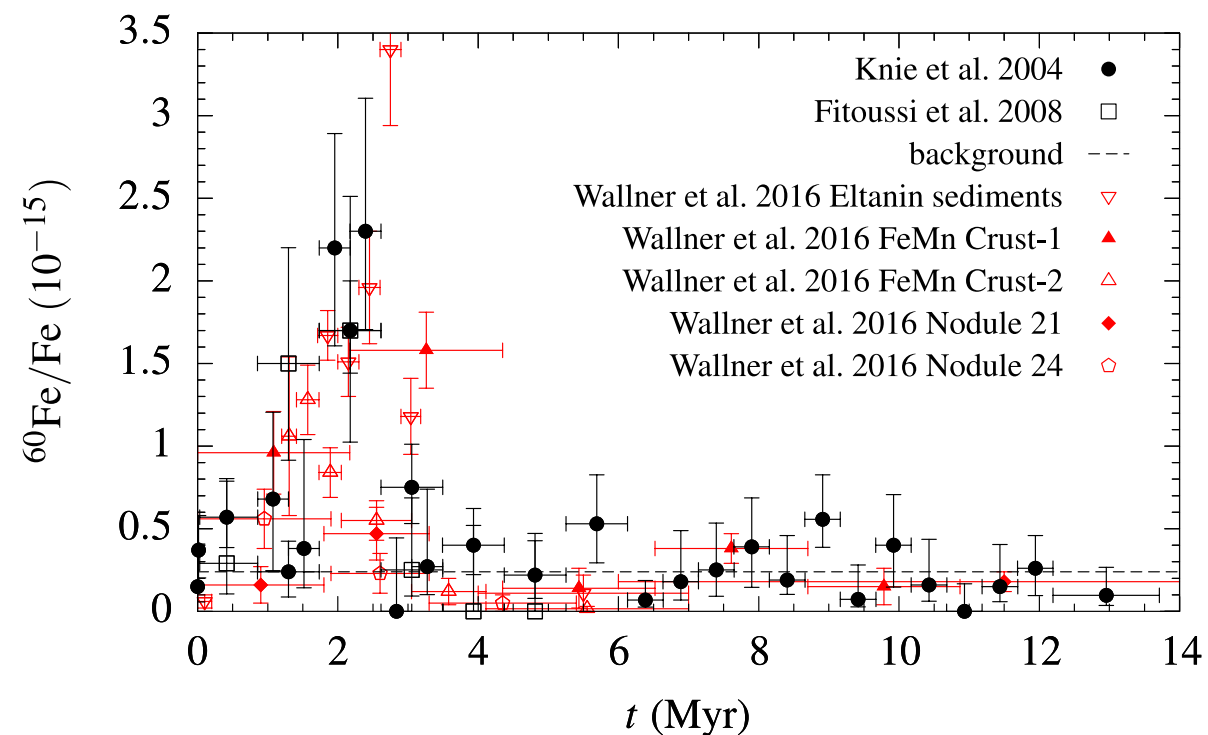 3.5
3
2.5
2
1.5
1
0.5
0
⁶⁰Fe/Fe (10⁻¹⁵)
Knie et al. 2004
Fitoussi et al. 2008
background
Wallner et al. 2016 Eltanin sediments
Wallner et al. 2016 FeMn Crust-1
Wallner et al. 2016 FeMn Crust-2
Wallner et al. 2016 Nodule 21
Wallner et al. 2016 Nodule 24
0 2 4 6 8 10 12 14
t (Myr)